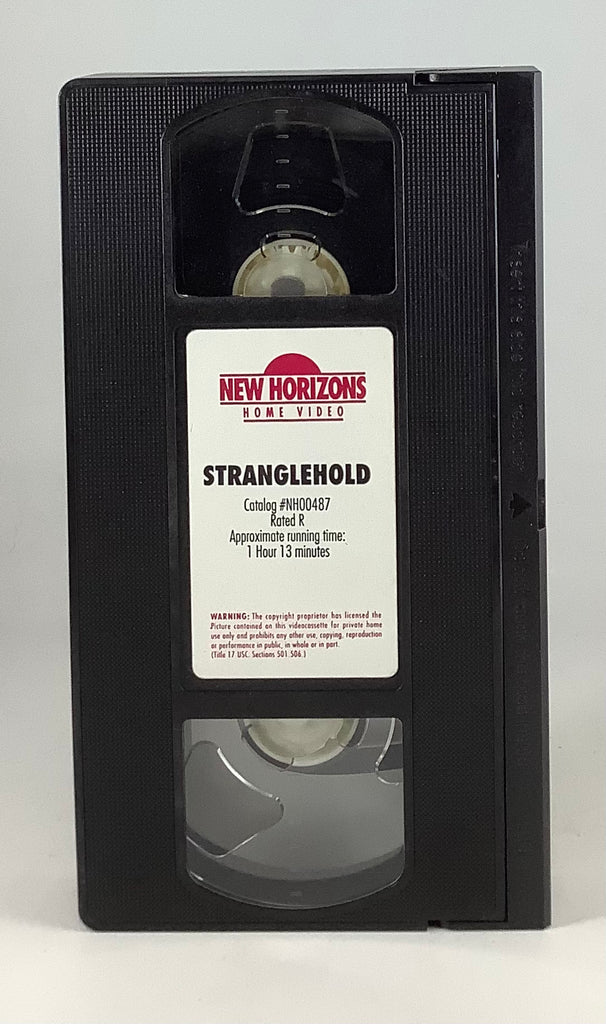 NEW HORIZONS
HOME VIDEO
STRANGLEHOLD
Catalog #NH00487
Rated R
Approximate running time:
1 Hour 13 minutes
WARNING: The copyright proprietor has licensed the
Picture contained on this videocassette for private home
use only and prohibits any other use, copying, reproduction
or performance in public, in whole or in part.
(Title 17 USC. Sections 501.506.)